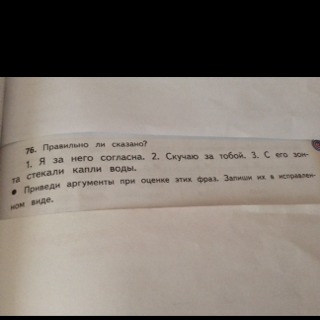 76. Правильно ли сказано?
1. Я за него согласна. 2. Скучаю за тобой. 3. С его зон-
та стекали капли воды.
● Приведи аргументы при оценке этих фраз. Запиши их в исправлен-
ном виде.